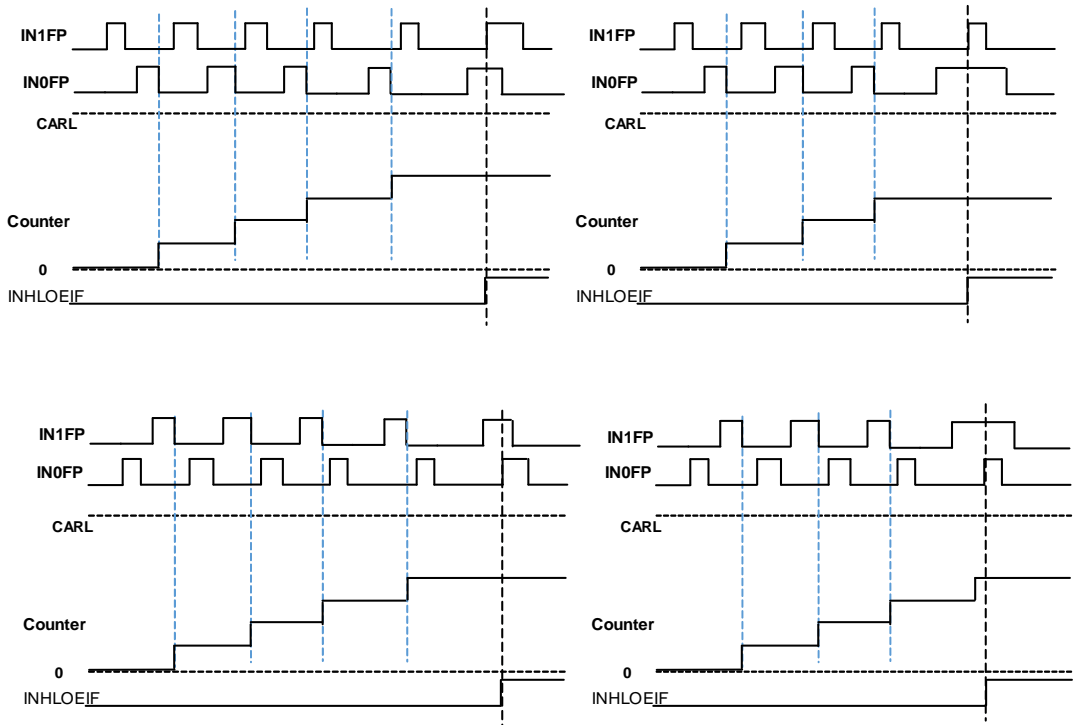 IN1FP
IN0FP
CARL
Counter
0
INHLOEIF
IN1FP
IN0FP
CARL
Counter
0
INHLOEIF
IN1FP
IN0FP
CARL
Counter
0
INHLOEIF
IN1FP
IN0FP
CARL
Counter
0
INHLOEIF